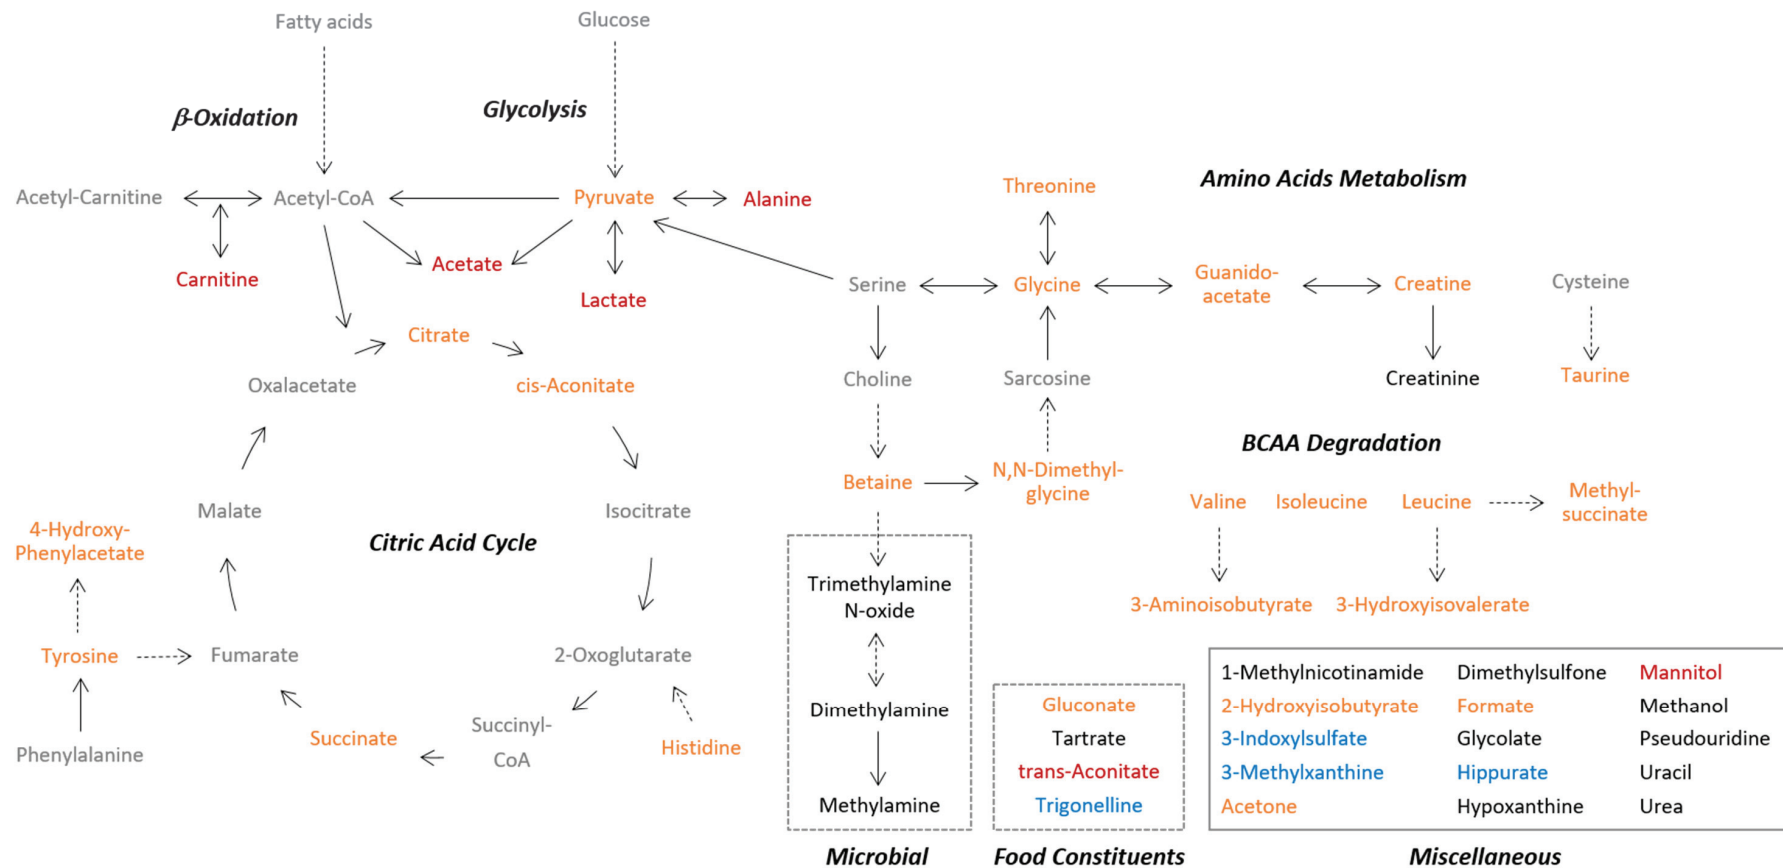 Fatty acids
Glucose
β-Oxidation
Glycolysis
Amino Acids Metabolism
Acetyl-Carnitine
Acetyl-CoA
Pyruvate
Alanine
Threonine
Carnitine
Acetate
Lactate
Serine
Glycine
Guanido-
acetate
Creatine
Cysteine
Citrate
Oxalacetate
cis-Aconitate
Choline
Sarcosine
Creatinine
Taurine
BCAA Degradation
Betaine
N,N-Dimethyl-
glycine
Valine
Isoleucine
Leucine
Methyl-
succinate
Malate
Isocitrate
4-Hydroxy-
Phenylacetate
Citric Acid Cycle
Trimethylamine
N-oxide
3-Aminoisobutyrate
3-Hydroxyisovalerate
Tyrosine
Fumarate
2-Oxoglutarate
Dimethylamine
Phenylalanine
Succinate
Succinyl-
CoA
Histidine
Methylamine
Microbial
Gluconate
Tartrate
trans-Aconitate
Trigonelline
Food Constituents
1-Methylnicotinamide
Dimethylsulfone
Mannitol
2-Hydroxyisobutyrate
Formate
Methanol
3-Indoxylsulfate
Glycolate
Pseudouridine
3-Methylxanthine
Hippurate
Uracil
Acetone
Hypoxanthine
Urea
Miscellaneous